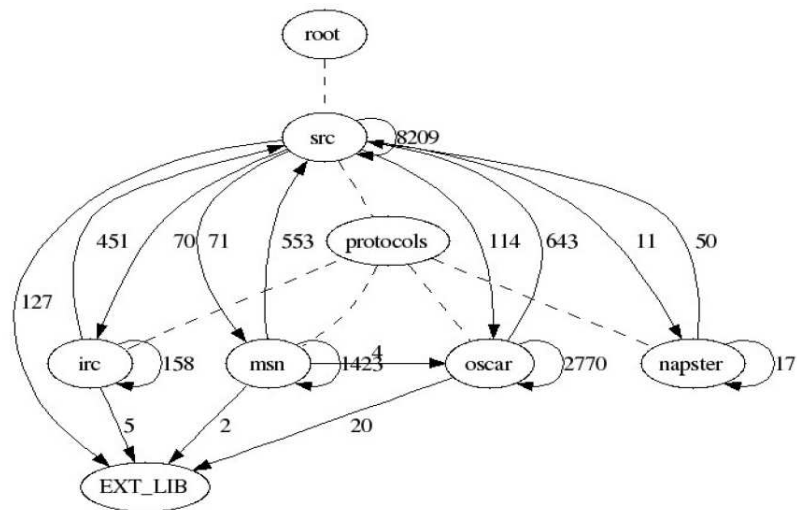 root
src 8209
451 70 71 553 protocols 114 643 11 50
127
irc 158 msn 1423 4 oscar 2770 napster 17
5 2 20
EXT_LIB